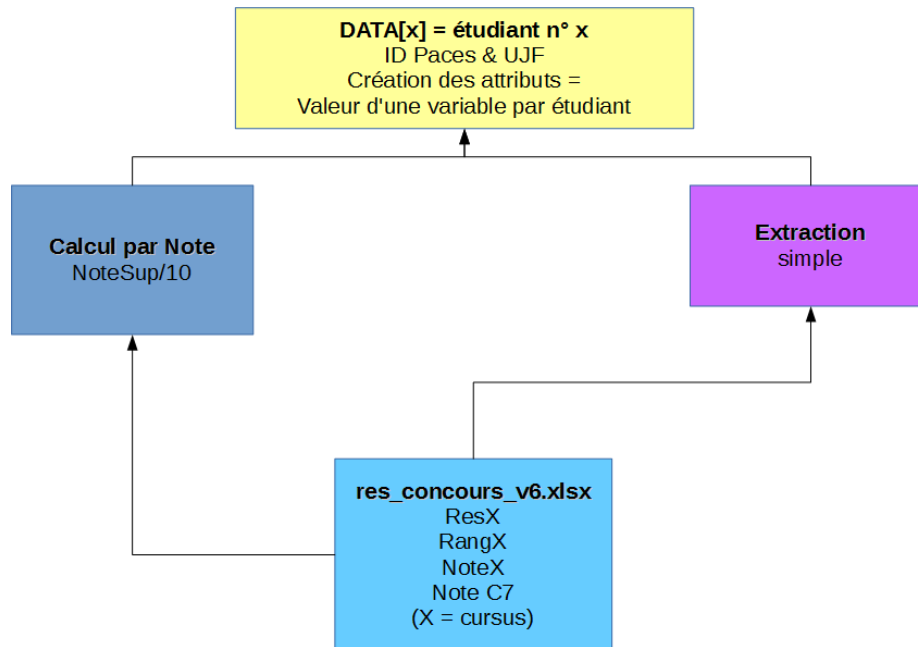 DATA[x] = étudiant n° x
ID Paces & UJF
Création des attributs =
Valeur d'une variable par étudiant
Calcul par Note
NoteSup/10
Extraction
simple
res_concours_v6.xlsx
ResX
RangX
NoteX
Note C7
(X = cursus)